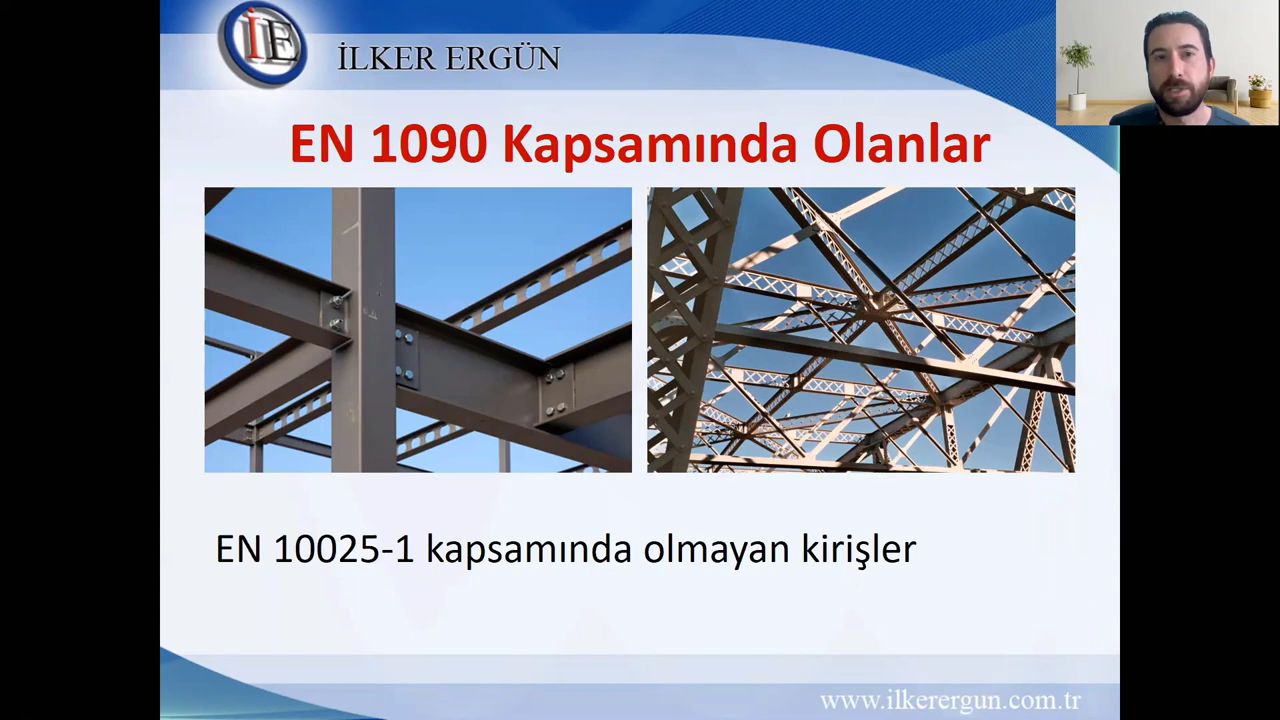 İE
İLKER ERGÜN
EN 1090 Kapsamında Olanlar
EN 10025-1 kapsamında olmayan kirişler
www.ilkerergun.com.tr